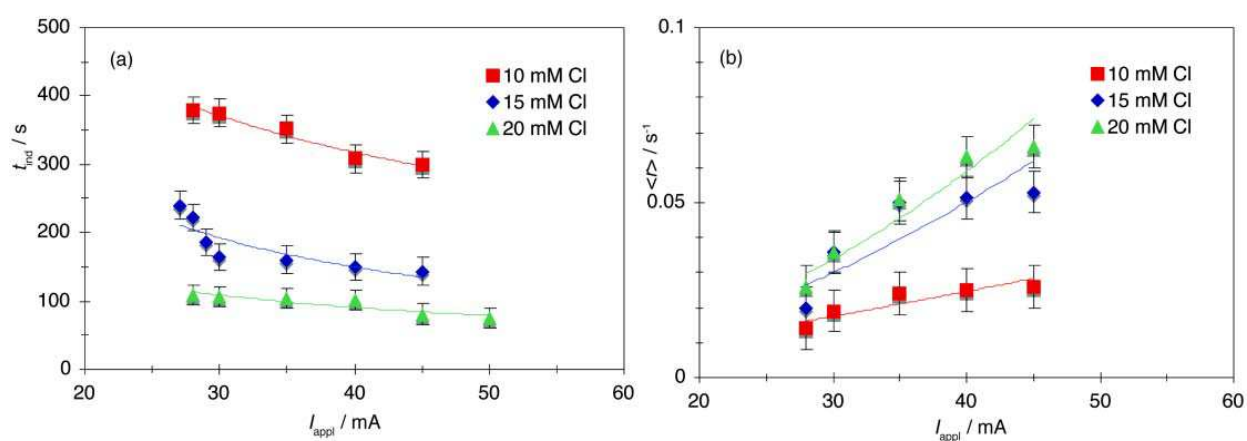 500
400
300
200
100
0
20
30
40
50
60
t_ind / s
I_appl / mA
(a)
10 mM Cl
15 mM Cl
20 mM Cl
0.1
0.05
0
20
30
40
50
60
<r> / s⁻¹
I_appl / mA
(b)
10 mM Cl
15 mM Cl
20 mM Cl